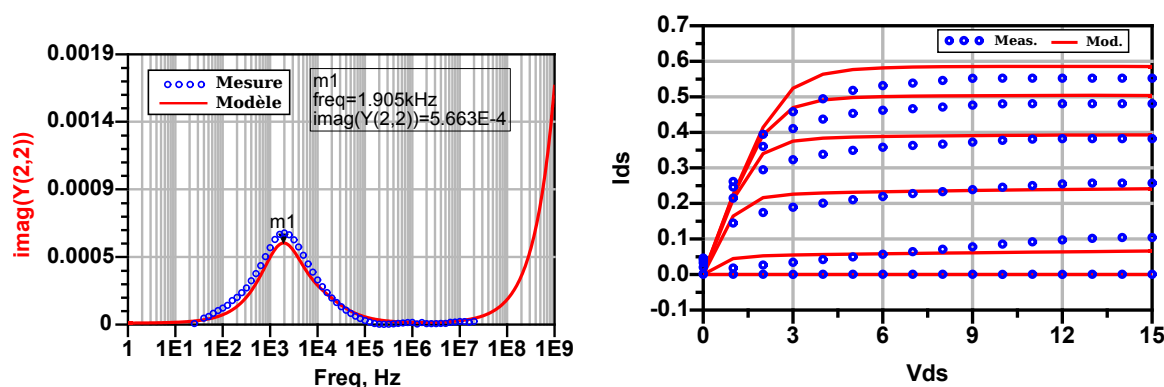 imag(Y(2,2))
0.0019
0.0014
0.0009
0.0005
0
Mesure
Modèle
m1
freq=1.905kHz
imag(Y(2,2))=5.663E-4
m1
1 1E1 1E2 1E3 1E4 1E5 1E6 1E7 1E8 1E9
Freq, Hz
Ids
0.7
0.6
0.5
0.4
0.3
0.2
0.1
0.0
-0.1
Meas. Mod.
0 3 6 9 12 15
Vds